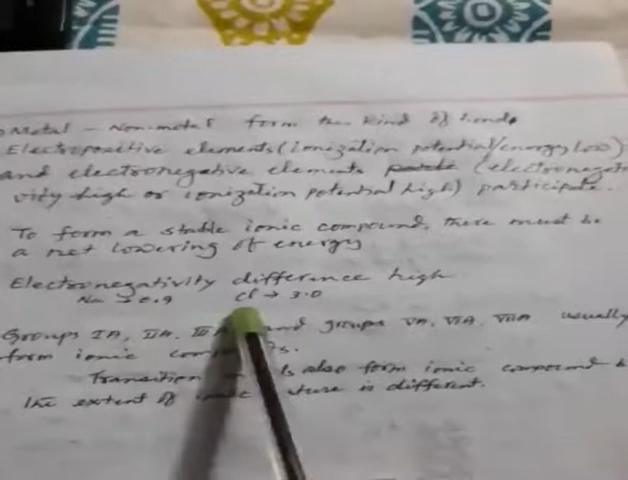 Metal - Non-metal form this kind of bonds
Electropositive elements (ionization potential/energy low)
and electronegative elements (electronegati
vity high or ionization potential high) participate.
To form a stable ionic compound, there must be
a net lowering of energy
Electronegativity difference high
Na → 0.9 Cl → 3.0
Groups IA, IIA, IIIA and groups VA, VIA, VIIA usually
form ionic
Transition also form ionic compound b
the extent of is different.